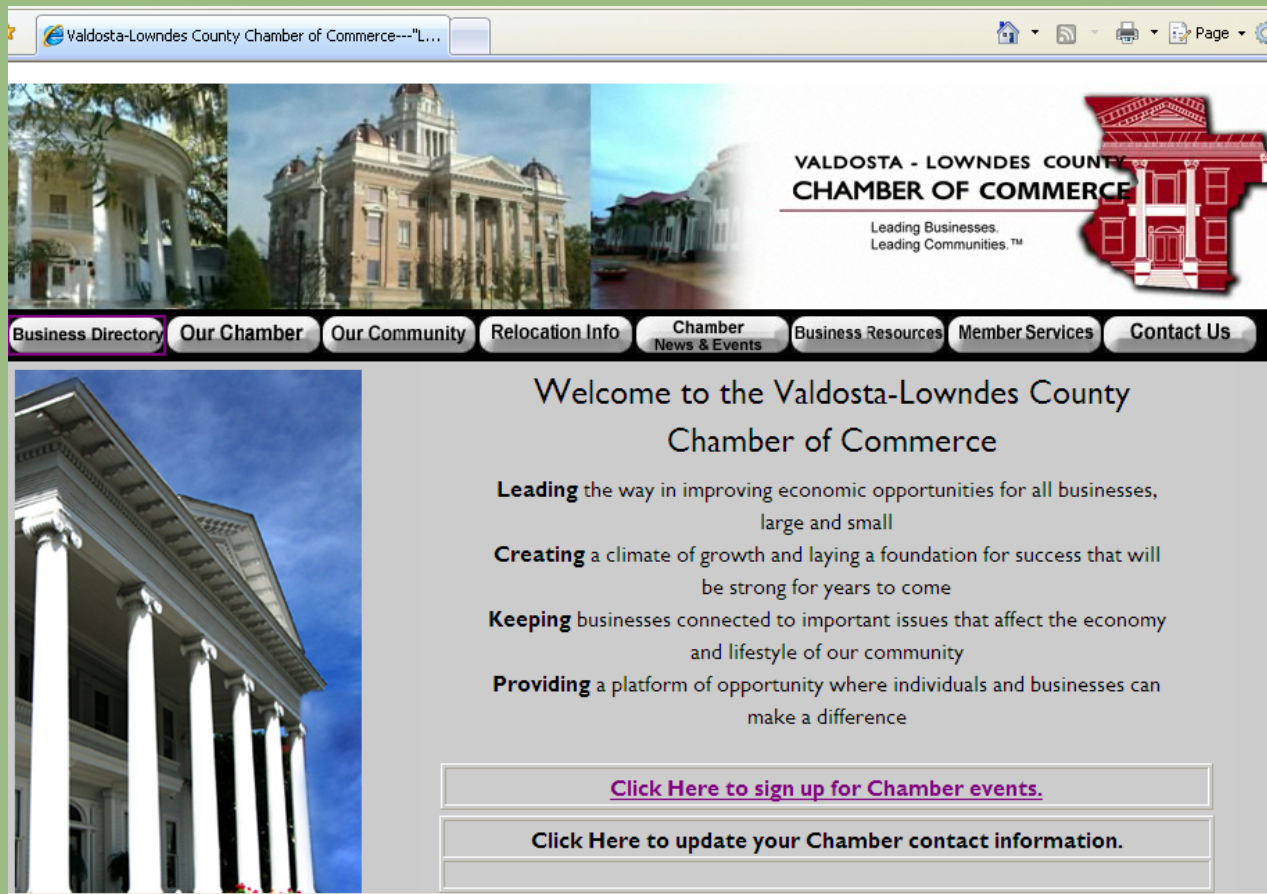 Valdosta-Lowndes County Chamber of Commerce---"L...
Page
VALDOSTA - LOWNDES COUNTY
CHAMBER OF COMMERCE
Leading Businesses.
Leading Communities.™
Business Directory
Our Chamber
Our Community
Relocation Info
Chamber
News & Events
Business Resources
Member Services
Contact Us
Welcome to the Valdosta-Lowndes County
Chamber of Commerce
Leading the way in improving economic opportunities for all businesses,
large and small
Creating a climate of growth and laying a foundation for success that will
be strong for years to come
Keeping businesses connected to important issues that affect the economy
and lifestyle of our community
Providing a platform of opportunity where individuals and businesses can
make a difference
Click Here to sign up for Chamber events.
Click Here to update your Chamber contact information.